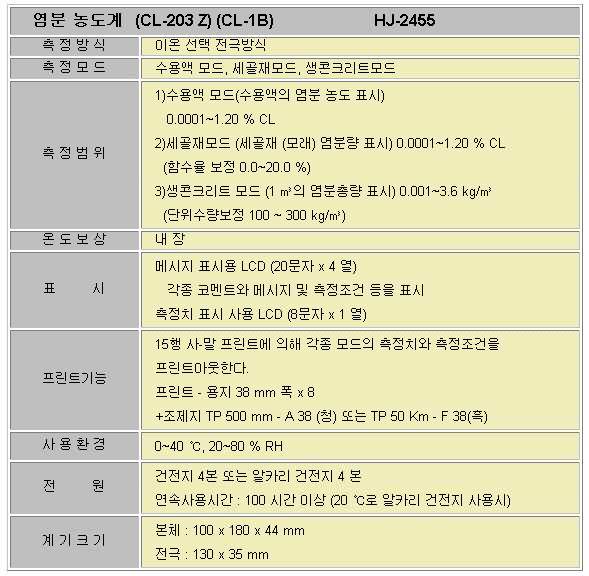 염분 농도계 (CL-203 Z) (CL-1B) HJ-2455
측 정 방 식 이온 선택 전극방식
측 정 모 드 수용액 모드, 세골재모드, 생콘크리트모드
측 정 범 위
1)수용액 모드(수용액의 염분 농도 표시)
0.0001~1.20 % CL
2)세골재모드 (세골재 (모래) 염분량 표시) 0.0001~1.20 % CL
(함수율 보정 0.0~20.0 %)
3)생콘크리트 모드 (1 ㎥의 염분총량 표시) 0.001~3.6 kg/㎥
(단위수량보정 100 ~ 300 kg/㎥)
온 도 보 상 내 장
표 시
메시지 표시용 LCD (20문자 x 4 열)
각종 코멘트와 메시지 및 측정조건 등을 표시
측정치 표시 사용 LCD (8문자 x 1 열)
프린트기능
15행 사-말 프린트에 의해 각종 모드의 측정치와 측정조건을
프린트아웃한다.
프린트 - 용지 38 mm 폭 x 8
+조제지 TP 500 mm - A 38 (청) 또는 TP 50 Km - F 38(흑)
사 용 환 경 0~40 ℃, 20~80 % RH
전 원
건전지 4본 또는 알카리 건전지 4 본
연속사용시간 : 100 시간 이상 (20 ℃로 알카리 건전지 사용시)
계 기 크 기
본체 : 100 x 180 x 44 mm
전극 : 130 x 35 mm